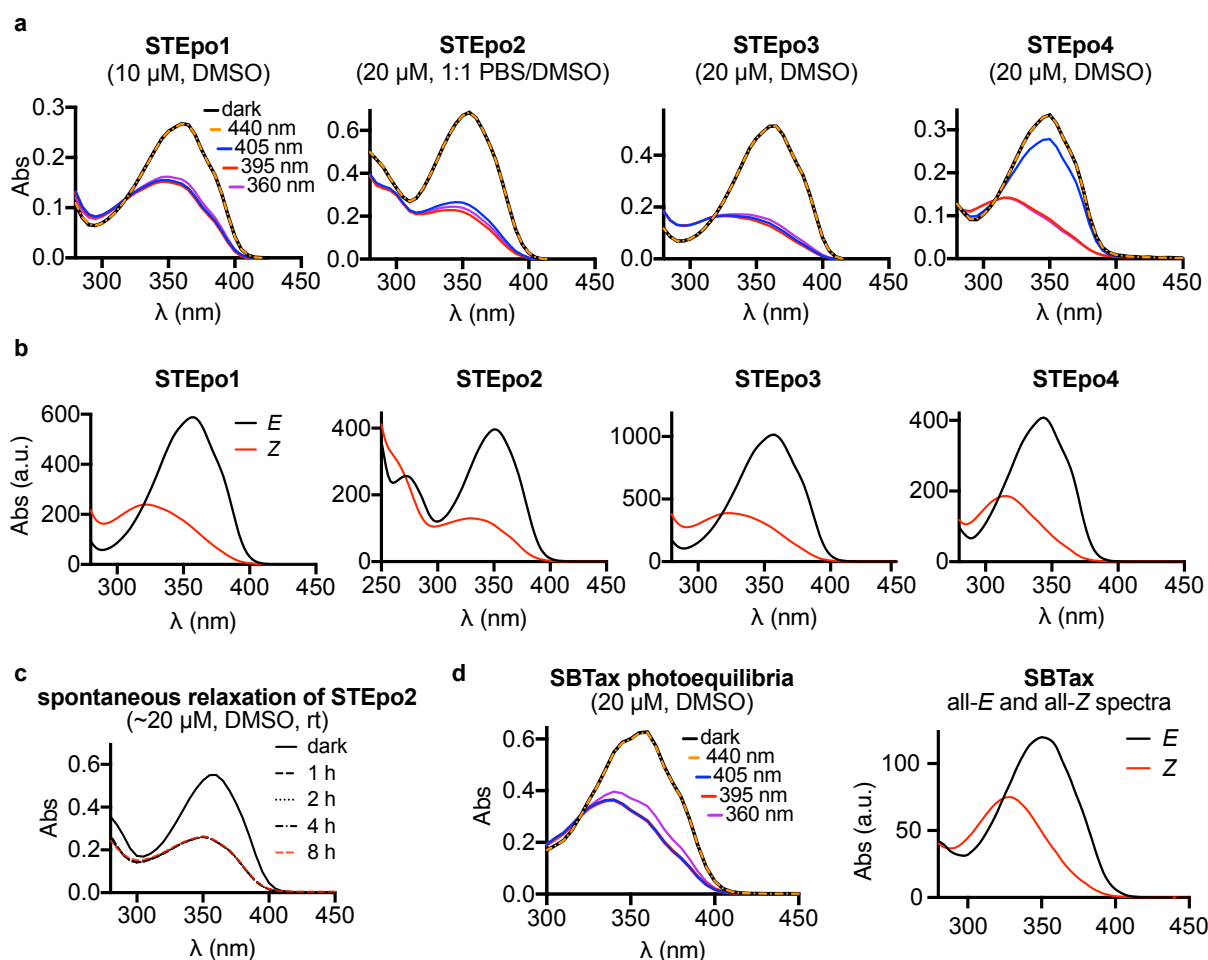 a
STEpo1
(10 µM, DMSO)
STEpo2
(20 µM, 1:1 PBS/DMSO)
STEpo3
(20 µM, DMSO)
STEpo4
(20 µM, DMSO)
Abs
0.3
0.2
0.1
0.0
dark
440 nm
405 nm
395 nm
360 nm
300 350 400 450
λ (nm)
0.6
0.4
0.2
0.0
300 350 400 450
λ (nm)
0.4
0.2
0.0
300 350 400 450
λ (nm)
0.3
0.2
0.1
0.0
300 350 400 450
λ (nm)
b
STEpo1
STEpo2
STEpo3
STEpo4
Abs (a.u.)
600
400
200
0
E
Z
300 350 400 450
λ (nm)
400
200
0
250 300 350 400 450
λ (nm)
1000
500
0
300 350 400 450
λ (nm)
400
200
0
300 350 400 450
λ (nm)
c
spontaneous relaxation of STEpo2
(~20 µM, DMSO, rt)
Abs
0.6
0.4
0.2
0.0
dark
1 h
2 h
4 h
8 h
300 350 400 450
λ (nm)
d
SBTax photoequilibria
(20 µM, DMSO)
Abs
0.6
0.4
0.2
0.0
dark
440 nm
405 nm
395 nm
360 nm
300 350 400 450
λ (nm)
SBTax
all-E and all-Z spectra
Abs (a.u.)
100
50
0
E
Z
300 350 400 450
λ (nm)